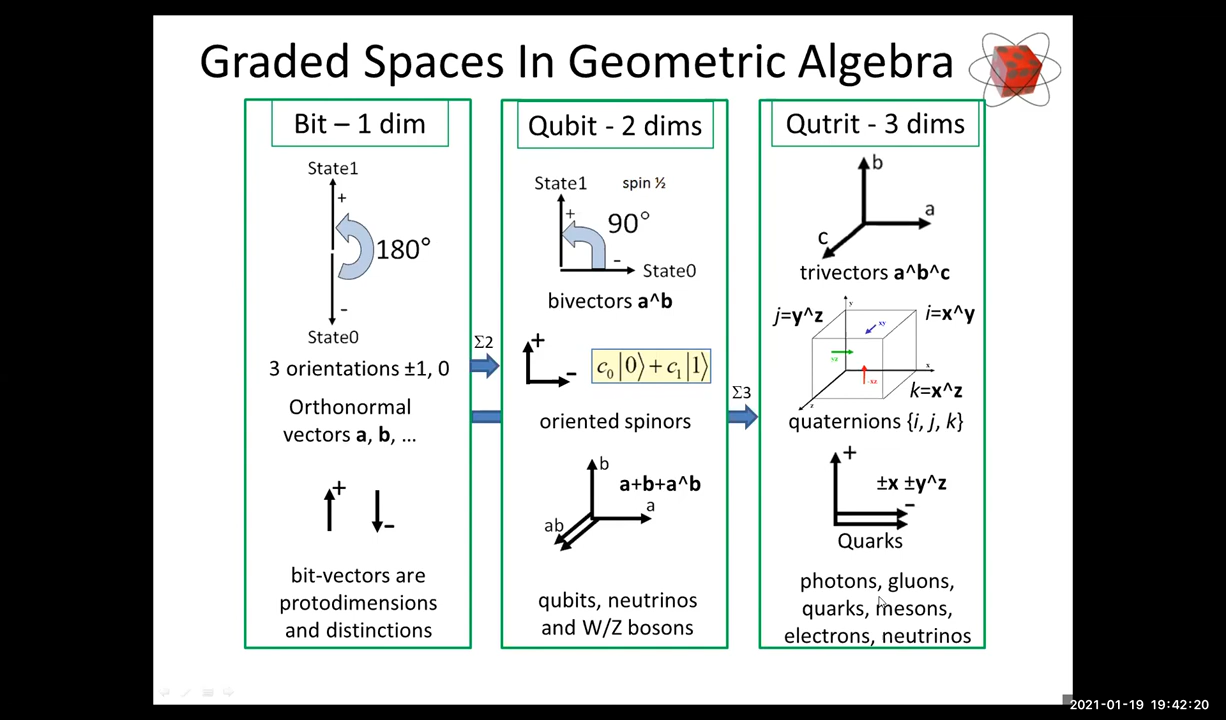 Graded Spaces In Geometric Algebra
Bit – 1 dim
State1
+
180°
-
State0
3 orientations ±1, 0
Orthonormal
vectors a, b, ...
+
-
bit-vectors are
protodimensions
and distinctions
Σ2
Qubit - 2 dims
State1 spin ½
+
90°
-
State0
bivectors a^b
+
-
c₀|0⟩ + c₁|1⟩
oriented spinors
b
a+b+a^b
a
ab
qubits, neutrinos
and W/Z bosons
Σ3
Qutrit - 3 dims
b
a
c
trivectors a^b^c
j=y^z
i=x^y
y
xy
yz
x
-xz
k=x^z
z
quaternions {i, j, k}
+
±x ±y^z
-
Quarks
photons, gluons,
quarks, mesons,
electrons, neutrinos
2021-01-19 19:42:20